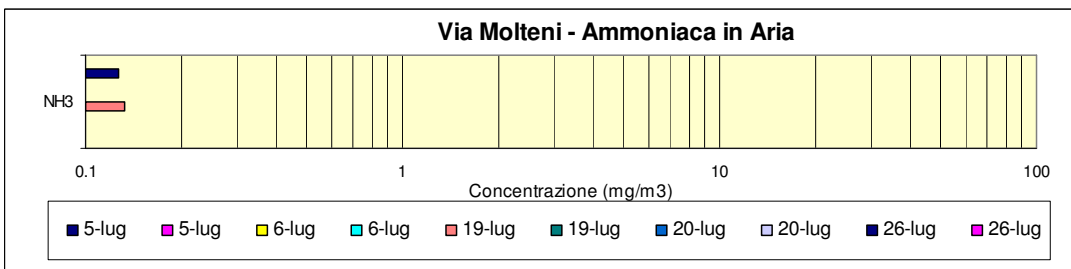 Via Molteni - Ammoniaca in Aria
NH3
0.1 1 10 100
Concentrazione (mg/m3)
5-lug 5-lug 6-lug 6-lug 19-lug 19-lug 20-lug 20-lug 26-lug 26-lug